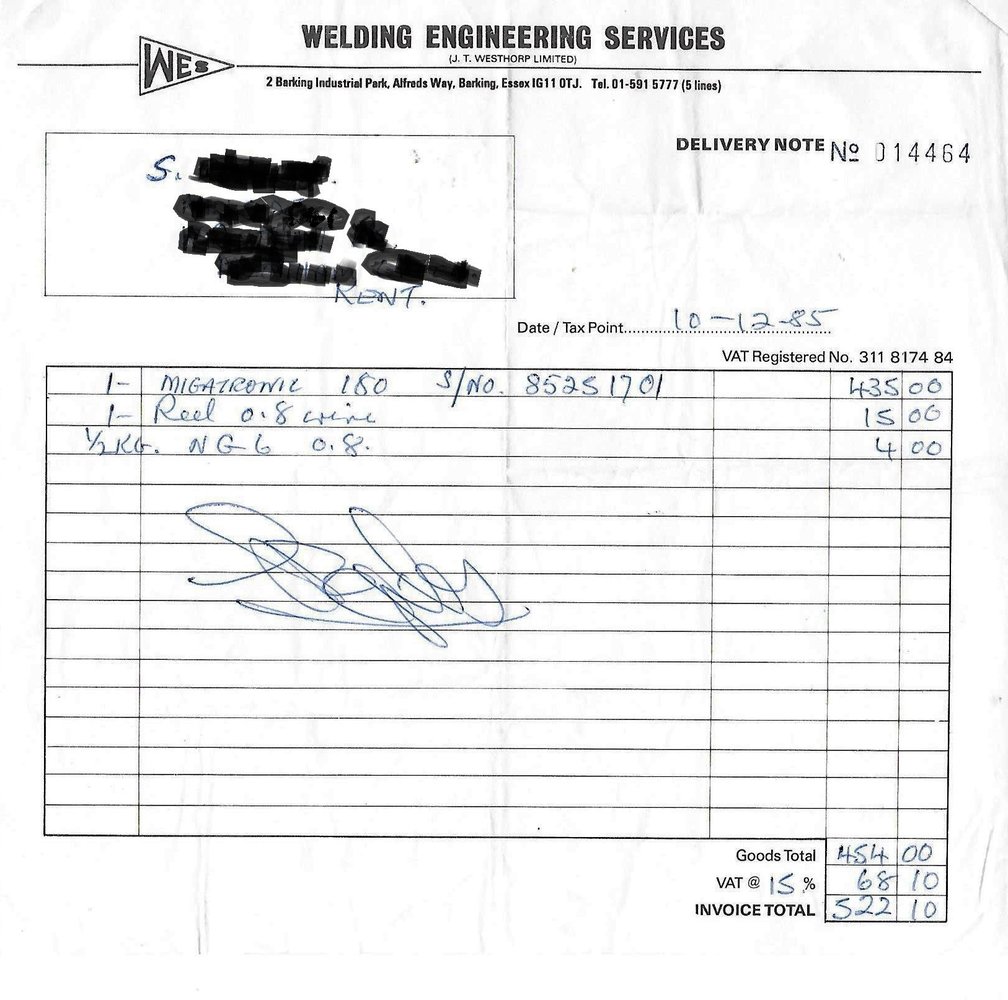 WES
WELDING ENGINEERING SERVICES
(J. T. WESTHORP LIMITED)
2 Barking Industrial Park, Alfreds Way, Barking, Essex IG11 0TJ. Tel. 01-591 5777 (5 lines)
DELIVERY NOTE Nº 014464
S.
KENT.
Date / Tax Point 10-12-85
VAT Registered No. 311 8174 84
1- MIGATRONIC 180 S/NO. 85251701 435 00
1- Reel 0.8 wire 15 00
1/2 KG. NG6 0.8. 4 00
Goods Total 454 00
VAT @ 15 % 68 10
INVOICE TOTAL 522 10